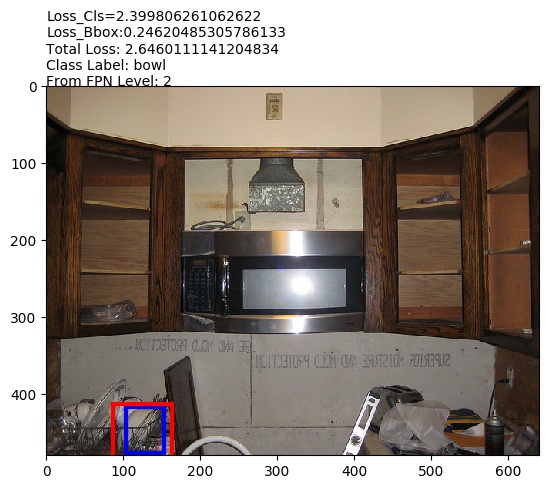 Loss_Cls=2.399806261062622
Loss_Bbox:0.24620485305786133
Total Loss: 2.6460111141204834
Class Label: bowl
From FPN Level: 2
0
100
200
300
400
AND MOLD PROTECTION
SUPERIOR MOISTURE AND MOLD PROTECTION
0
100
200
300
400
500
600